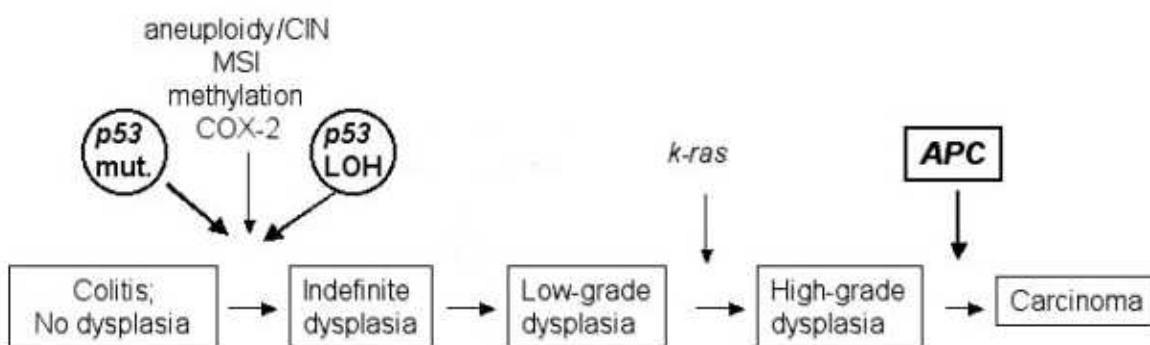 aneuploidy/CIN
MSI
methylation
COX-2
p53
mut.
p53
LOH
k-ras
APC
Colitis;
No dysplasia
Indefinite
dysplasia
Low-grade
dysplasia
High-grade
dysplasia
Carcinoma